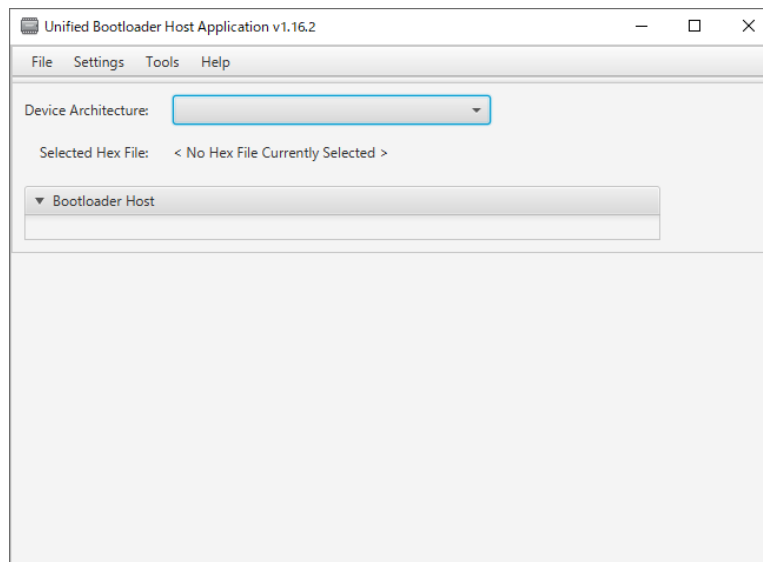 Unified Bootloader Host Application v1.16.2
File Settings Tools Help
Device Architecture:
Selected Hex File: < No Hex File Currently Selected >
Bootloader Host